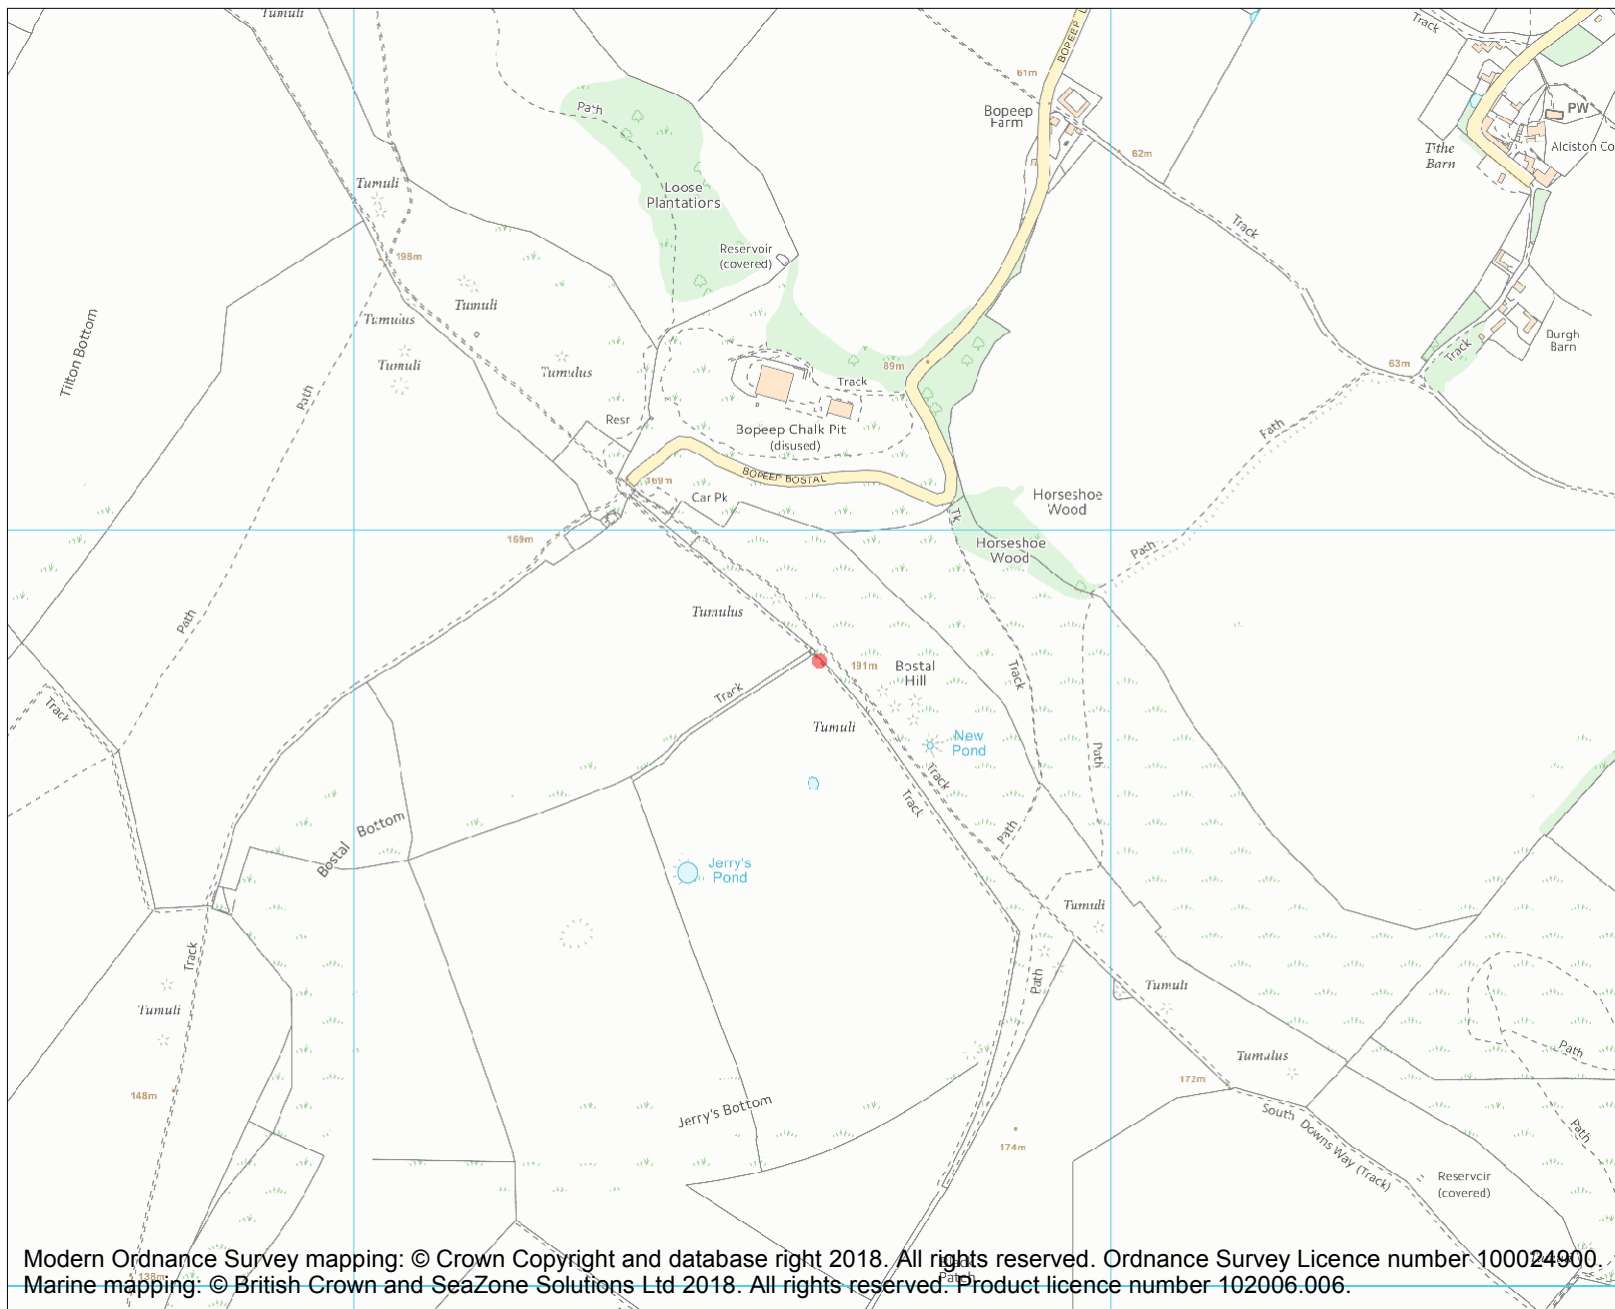 Tumuli
Track
BOPEEP
61m
Bopeep
Farm
Path
PW
Tithe
Barn
Alciston Co
62m
Tumuli
Loose
Plantations
Track
Reservoir
(covered)
198m
Tumuli
Tumulus
Tilton Bottom
Durgh
Barn
Tumuli
Tumulus
89m
63m
Track
Track
Path
Resr
Bopeep Chalk Pit
(disused)
Path
BOPEEP BOSTAL
169m
Car Pk
Horseshoe
Wood
Tk
169m
Horseshoe
Wood
Path
Path
Tumulus
191m
Bostal
Hill
Track
Track
Track
Tumuli
New
Pond
Path
Track
Track
Bostal Bottom
Path
Jerry's
Pond
Tumuli
Track
Path
Tumuli
Tumuli
Tumulus
Path
148m
172m
Jerry's Bottom
South Downs Way (Track)
Path
174m
Reservoir
(covered)
Modern Ordnance Survey mapping: © Crown Copyright and database right 2018. All rights reserved. Ordnance Survey Licence number 100024900.
138m
Patch
Marine mapping: © British Crown and SeaZone Solutions Ltd 2018. All rights reserved. Product licence number 102006.006.